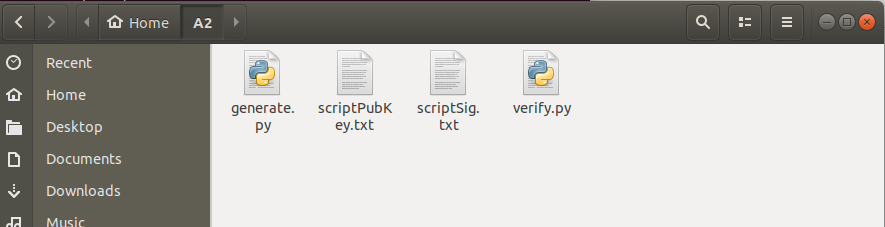 Home A2
Recent
Home
Desktop
Documents
Downloads
Music
generate.
py
scriptPubK
ey.txt
scriptSig.
txt
verify.py